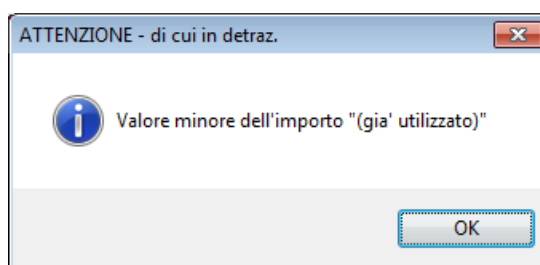 ATTENZIONE - di cui in detraz.
Valore minore dell'importo "(gia' utilizzato)"
OK